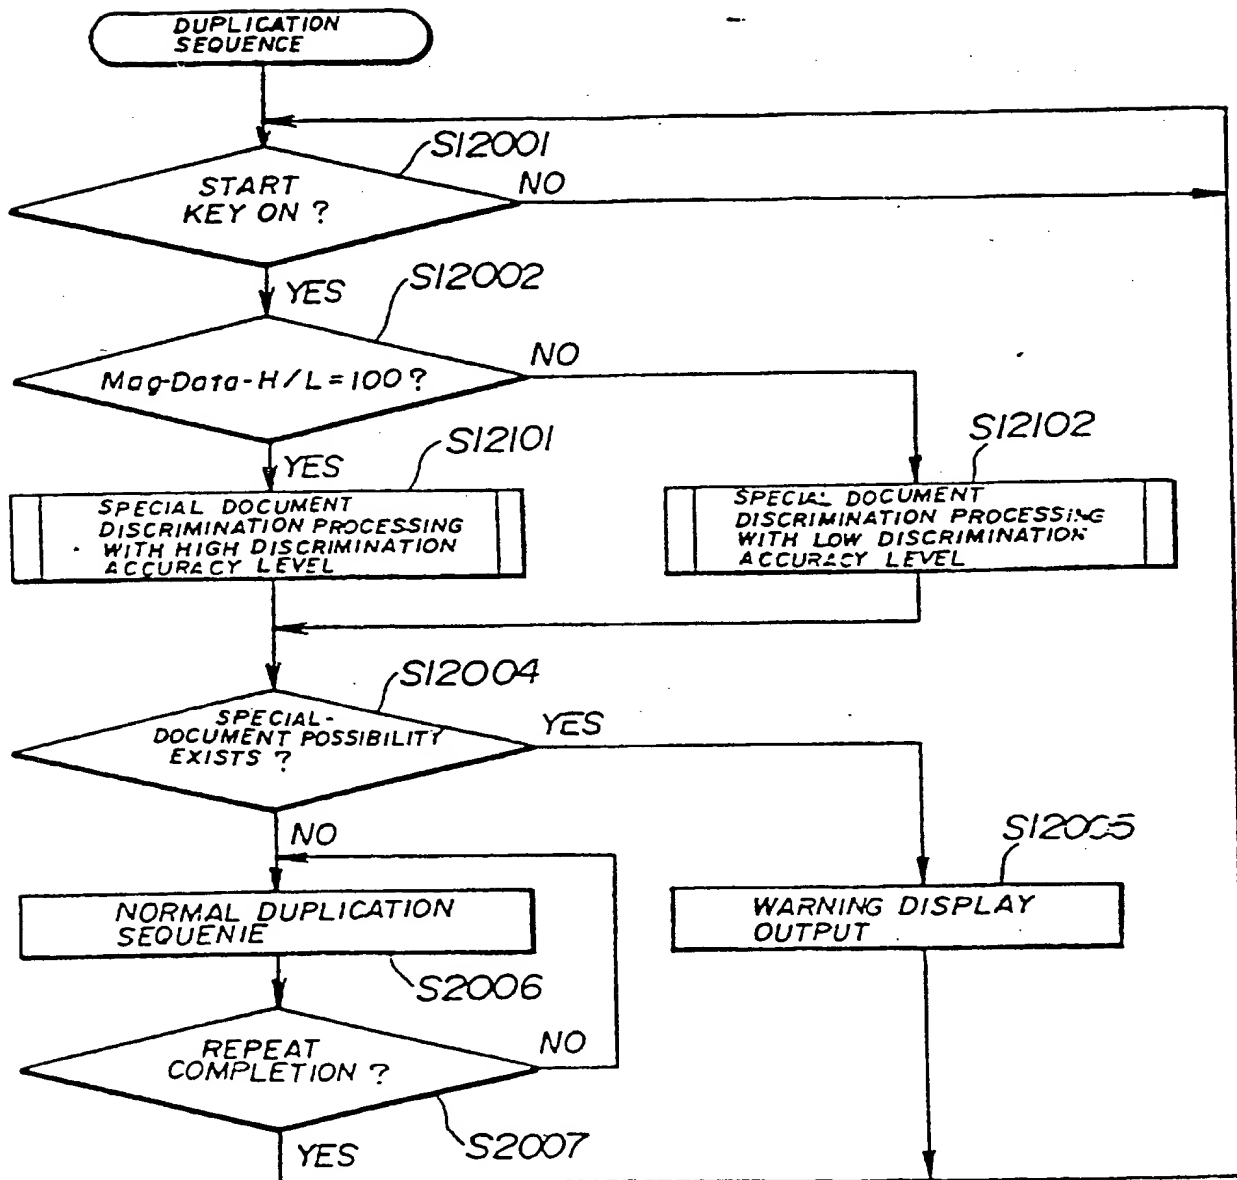 DUPLICATION
SEQUENCE
S12001
START
KEY ON ?
NO
YES
S12002
Mag-Data-H/L=100?
NO
YES
S12101
SPECIAL DOCUMENT
DISCRIMINATION PROCESSING
WITH HIGH DISCRIMINATION
ACCURACY LEVEL
S12102
SPECIAL DOCUMENT
DISCRIMINATION PROCESSING
WITH LOW DISCRIMINATION
ACCURACY LEVEL
S12004
SPECIAL-
DOCUMENT POSSIBILITY
EXISTS ?
YES
NO
S12005
WARNING DISPLAY
OUTPUT
NORMAL DUPLICATION
SEQUENIE
S2006
REPEAT
COMPLETION ?
NO
S2007
YES